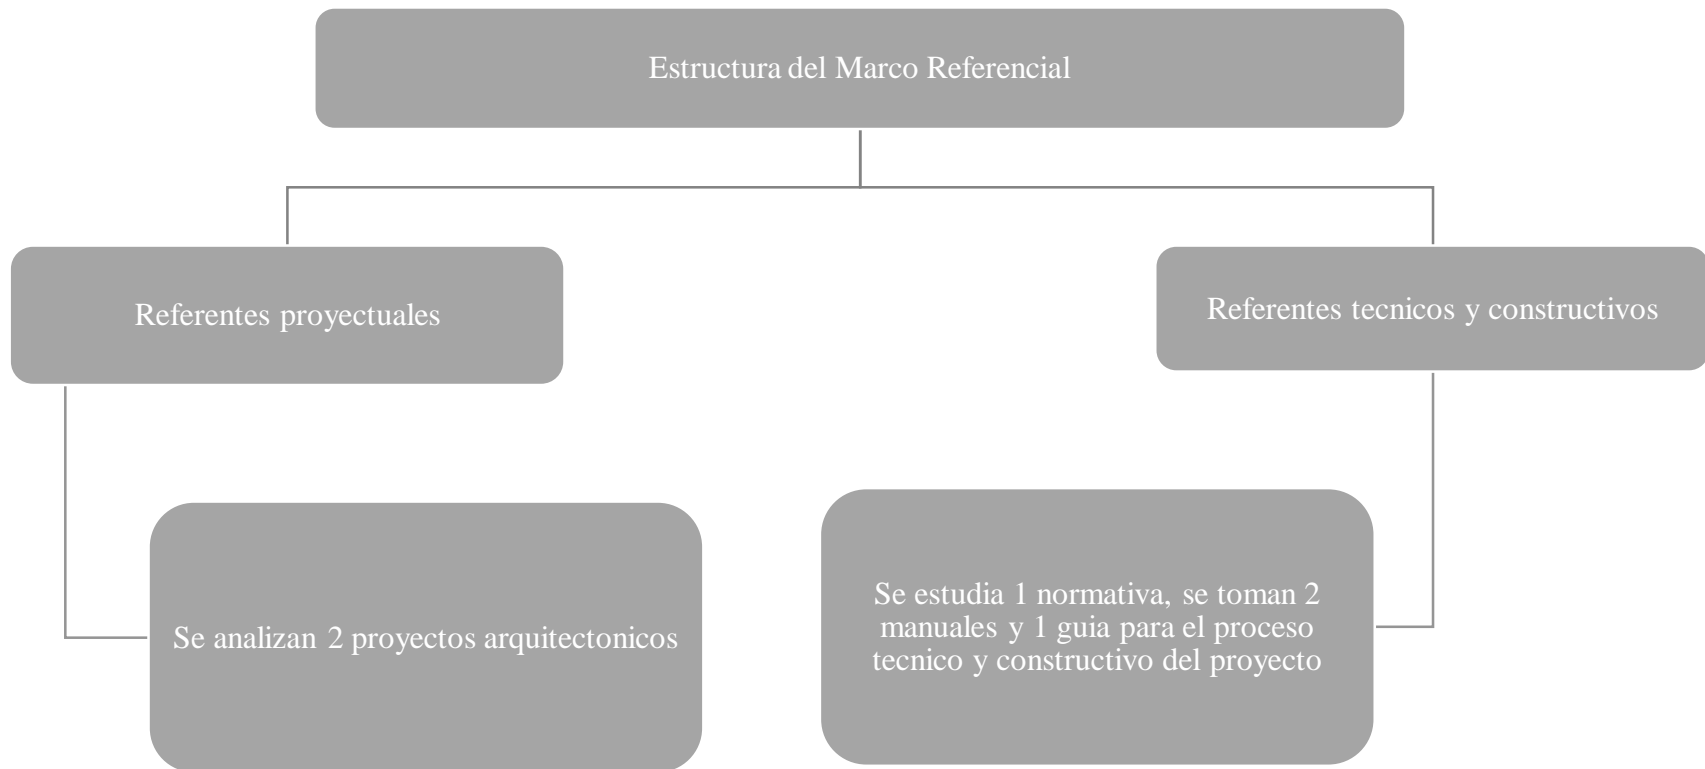 Estructura del Marco Referencial
Referentes proyectuales
Referentes tecnicos y constructivos
Se analizan 2 proyectos arquitectonicos
Se estudia 1 normativa, se toman 2
manuales y 1 guia para el proceso
tecnico y constructivo del proyecto